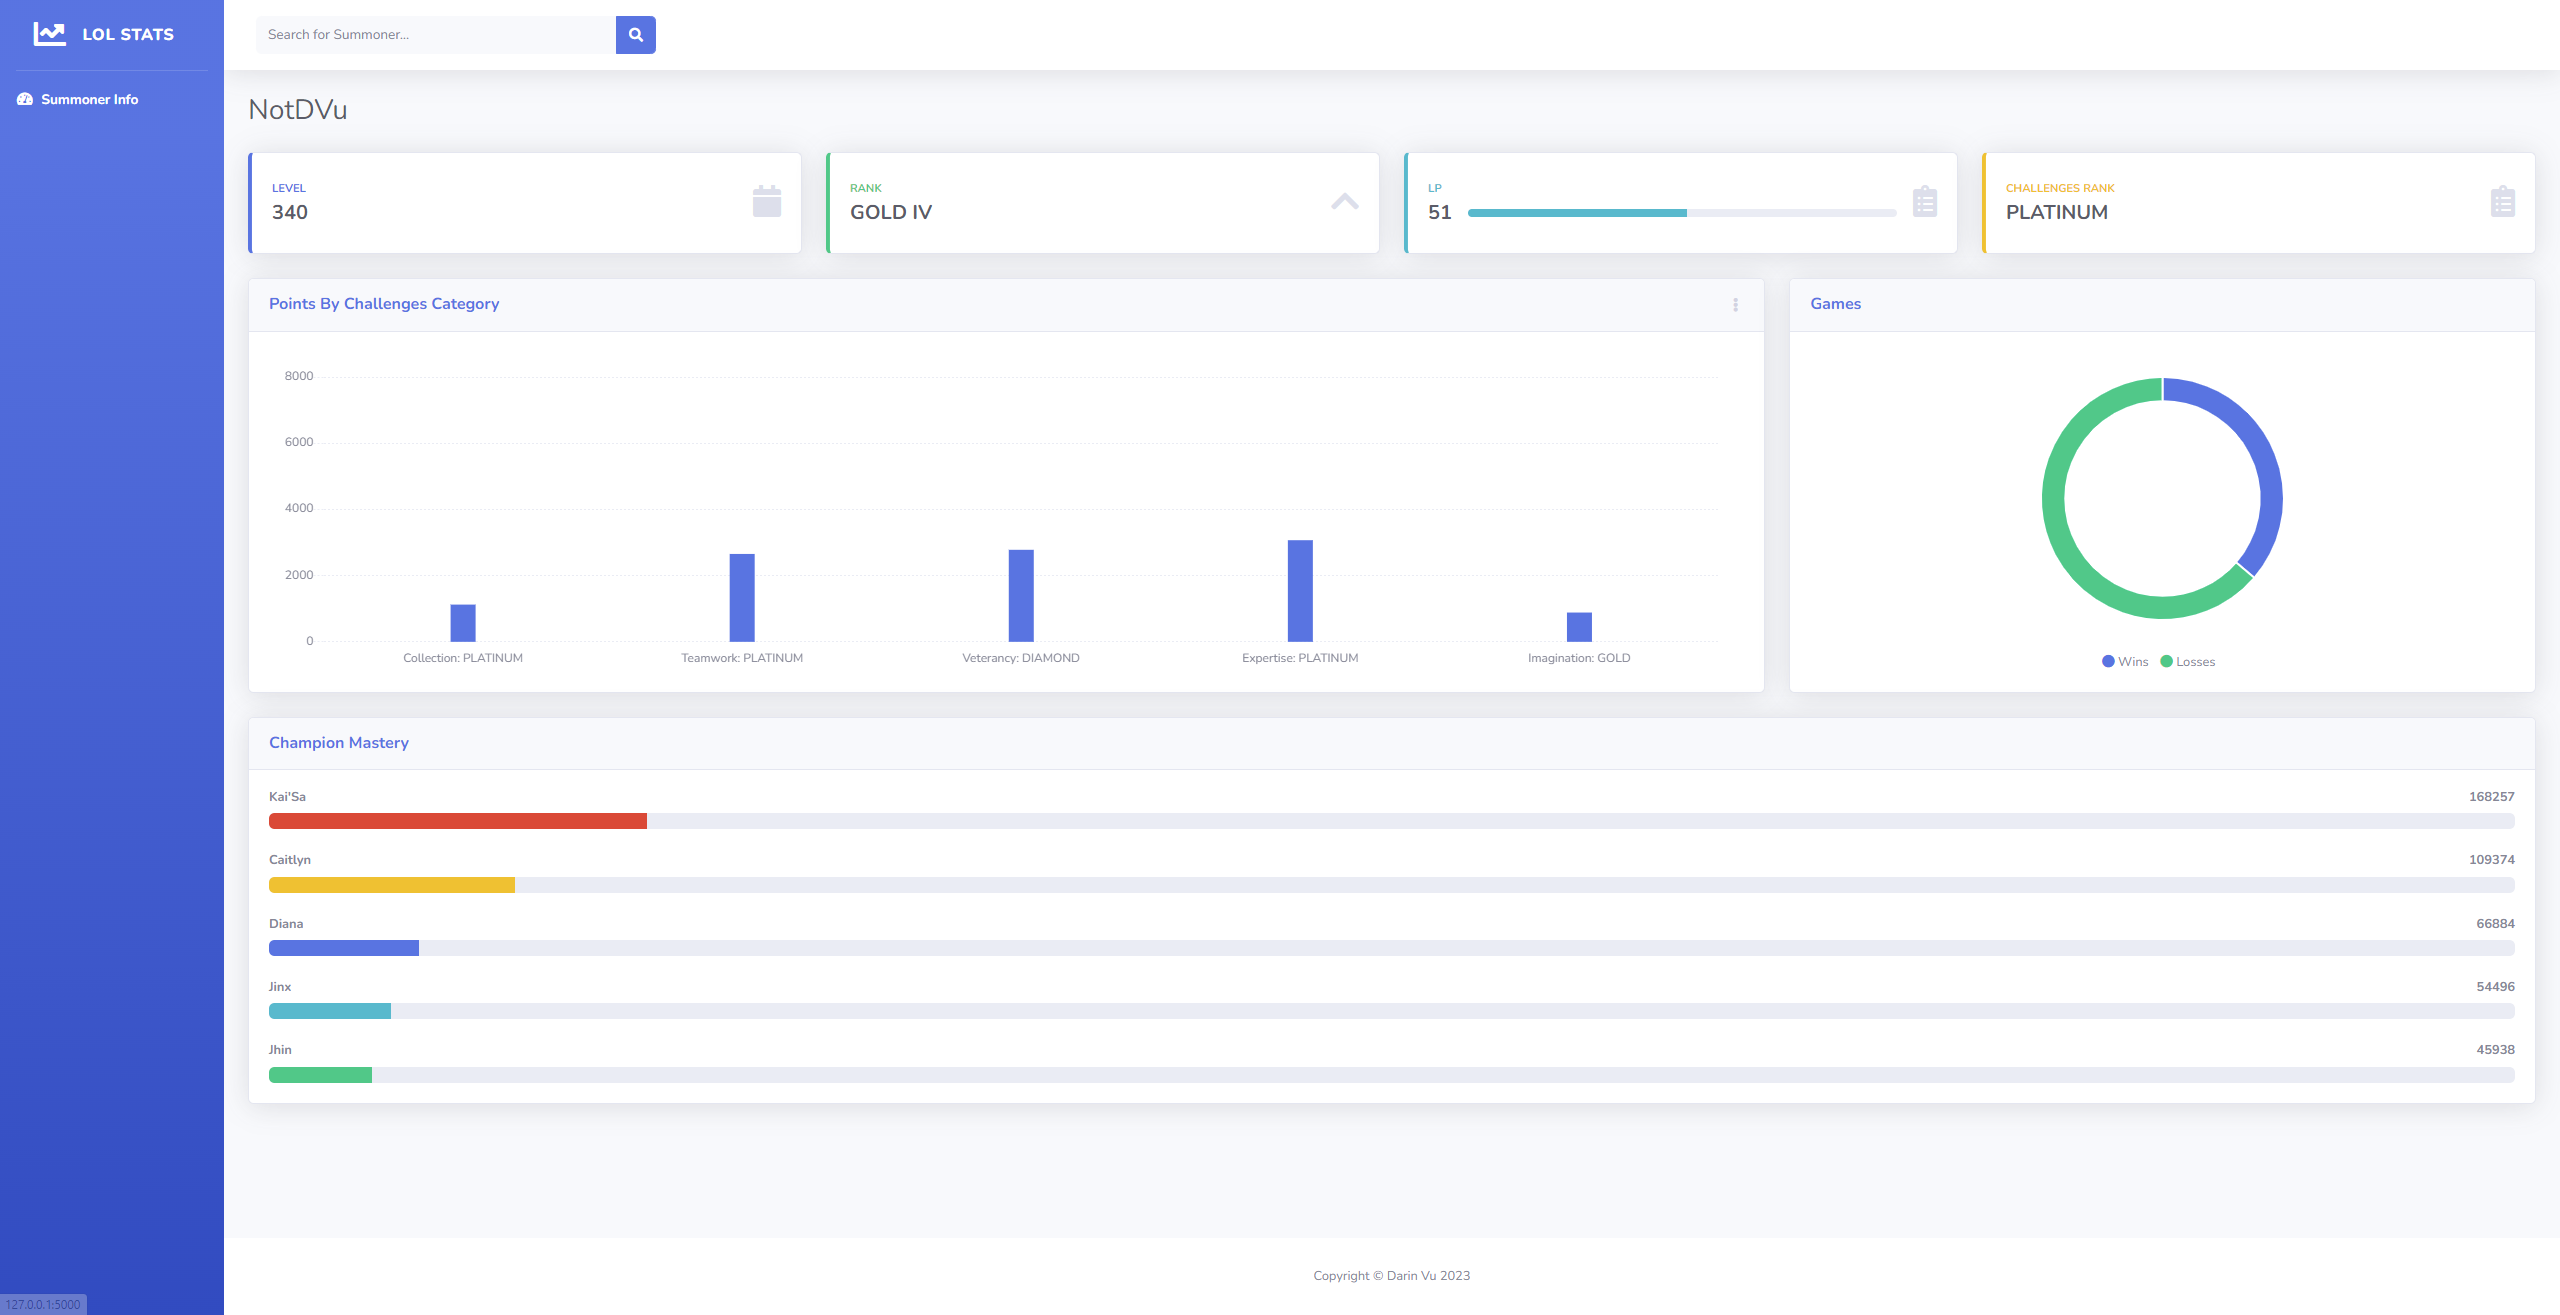 LOL STATS
Search for Summoner...
Summoner Info
NotDVu
LEVEL
340
RANK
GOLD IV
LP
51
CHALLENGES RANK
PLATINUM
Points By Challenges Category
8000
6000
4000
2000
0
Collection: PLATINUM
Teamwork: PLATINUM
Veterancy: DIAMOND
Expertise: PLATINUM
Imagination: GOLD
Games
Wins
Losses
Champion Mastery
Kai'Sa 168257
Caitlyn 109374
Diana 66884
Jinx 54496
Jhin 45938
Copyright © Darin Vu 2023
127.0.0.1:5000